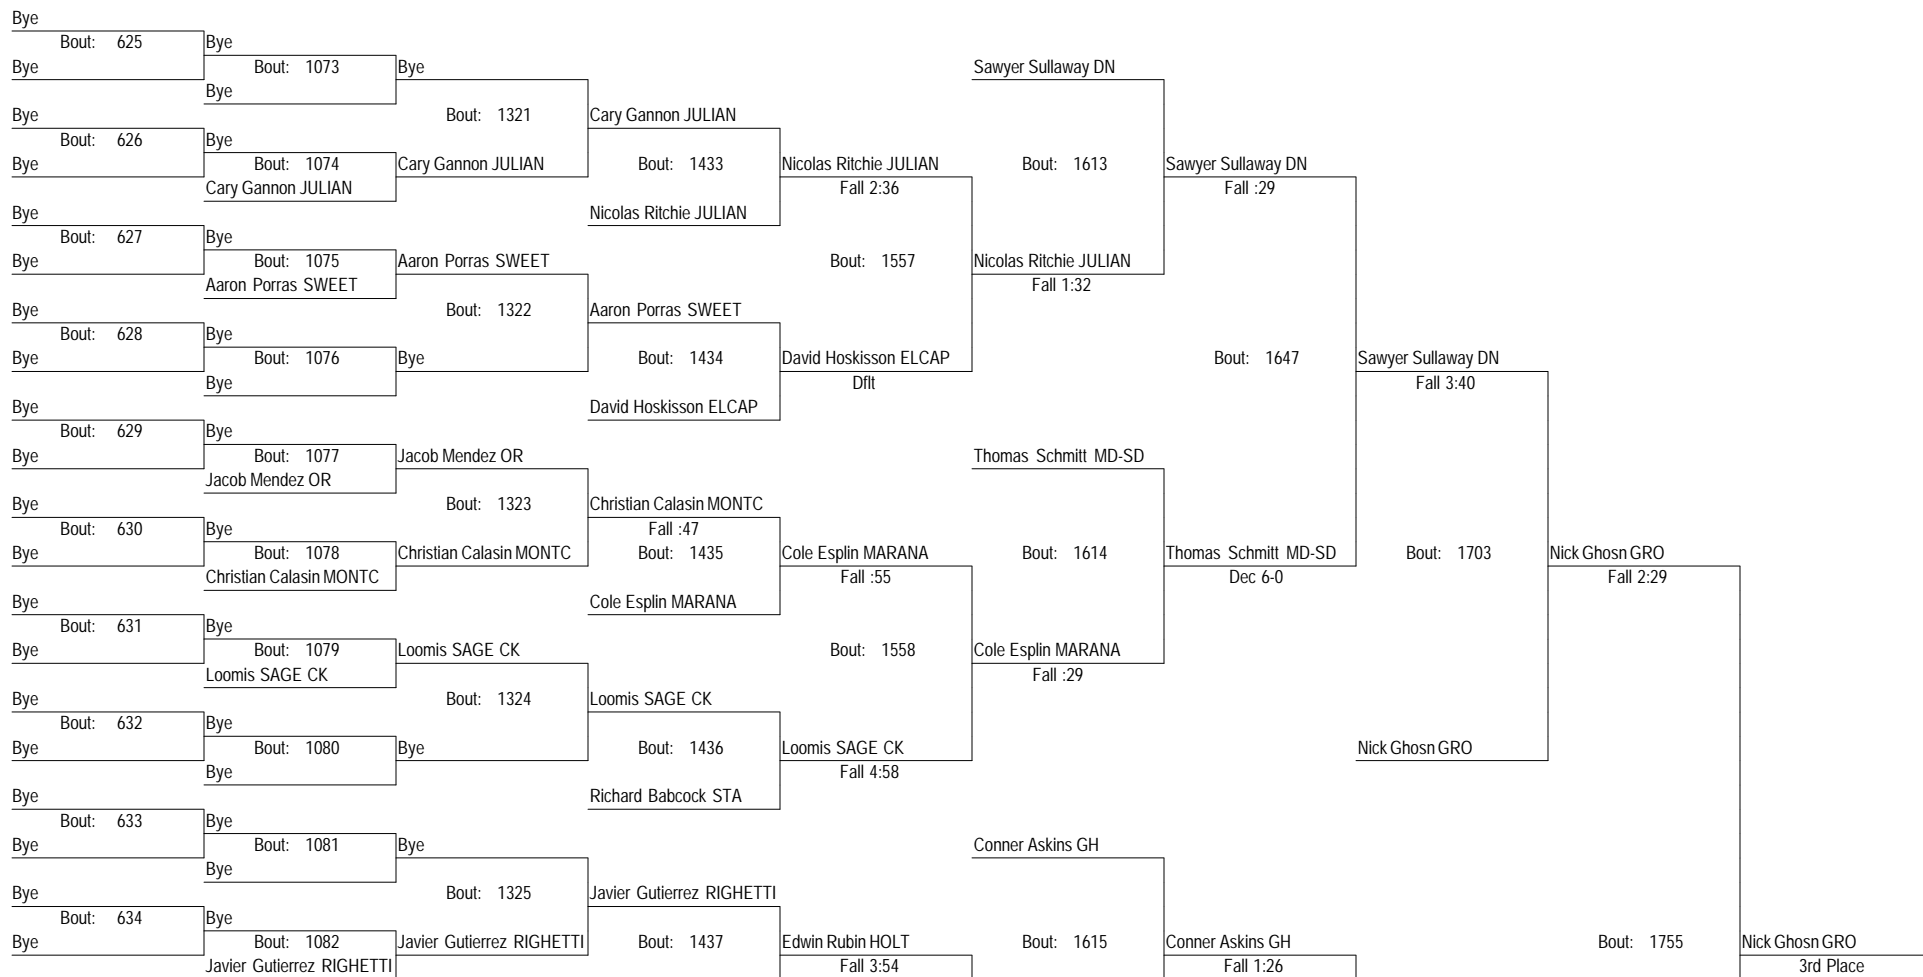 Bye
Bout: 625 Bye
Bye Bout: 1073 Bye Sawyer Sullaway DN
Bye
Bye Bout: 1321 Cary Gannon JULIAN
Bout: 626 Bye
Bye Bout: 1074 Cary Gannon JULIAN Bout: 1433 Nicolas Ritchie JULIAN Bout: 1613 Sawyer Sullaway DN
Cary Gannon JULIAN Fall 2:36 Fall :29
Bye Nicolas Ritchie JULIAN
Bout: 627 Bye
Bye Bout: 1075 Aaron Porras SWEET Bout: 1557 Nicolas Ritchie JULIAN
Aaron Porras SWEET Fall 1:32
Bye Bout: 1322 Aaron Porras SWEET
Bout: 628 Bye
Bye Bout: 1076 Bye Bout: 1434 David Hoskisson ELCAP Bout: 1647 Sawyer Sullaway DN
Bye Dflt Fall 3:40
Bye David Hoskisson ELCAP
Bout: 629 Bye
Bye Bout: 1077 Jacob Mendez OR Thomas Schmitt MD-SD
Jacob Mendez OR
Bye Bout: 1323 Christian Calasin MONTC
Bout: 630 Bye Fall :47
Bye Bout: 1078 Christian Calasin MONTC Bout: 1435 Cole Esplin MARANA Bout: 1614 Thomas Schmitt MD-SD Bout: 1703 Nick Ghosn GRO
Christian Calasin MONTC Fall :55 Dec 6-0 Fall 2:29
Bye Cole Esplin MARANA
Bout: 631 Bye
Bye Bout: 1079 Loomis SAGE CK Bout: 1558 Cole Esplin MARANA
Loomis SAGE CK Fall :29
Bye Bout: 1324 Loomis SAGE CK
Bout: 632 Bye
Bye Bout: 1080 Bye Bout: 1436 Loomis SAGE CK Nick Ghosn GRO
Bye Fall 4:58
Bye Richard Babcock STA
Bout: 633 Bye
Bye Bout: 1081 Bye Conner Askins GH
Bye
Bye Bout: 1325 Javier Gutierrez RIGHETTI
Bout: 634 Bye
Bye Bout: 1082 Javier Gutierrez RIGHETTI Bout: 1437 Edwin Rubin HOLT Bout: 1615 Conner Askins GH Bout: 1755 Nick Ghosn GRO
Javier Gutierrez RIGHETTI Fall 3:54 Fall 1:26 3rd Place